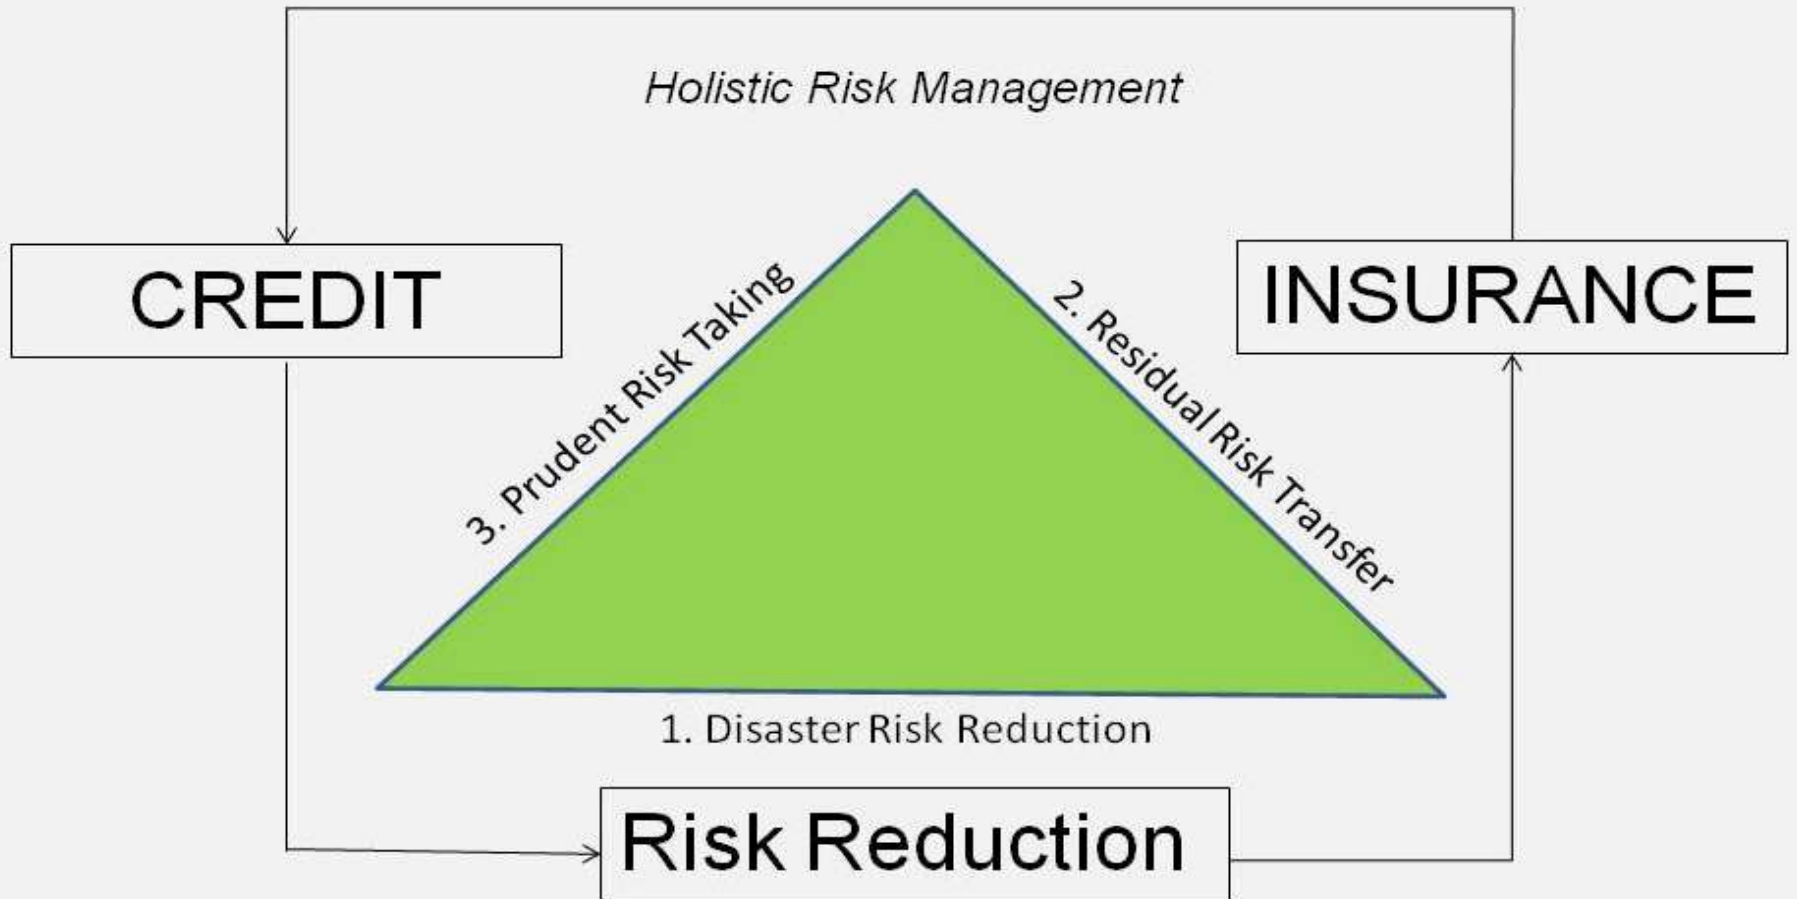 Holistic Risk Management
CREDIT
INSURANCE
3. Prudent Risk Taking
2. Residual Risk Transfer
1. Disaster Risk Reduction
Risk Reduction